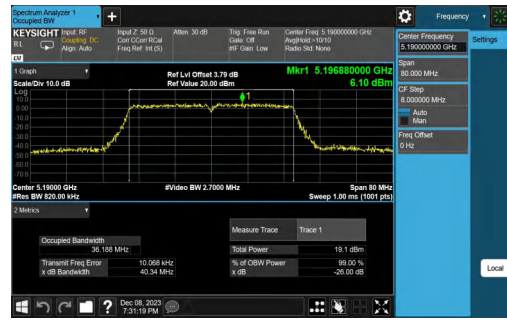 Spectrum Analyzer 1
Occupied BW
+
Frequency
KEYSIGHT Input: RF
RL
Coupling: DC
Align: Auto
Input Z: 50 Ω
Corr CCorr RCal
Freq Ref: Int (S)
Atten: 30 dB
Trig: Free Run
Gate: Off
#IF Gain: Low
Center Freq: 5.190000000 GHz
Avg|Hold:>10/10
Radio Std: None
LV
Center Frequency
5.190000000 GHz
Settings
Span
80.000 MHz
CF Step
8.000000 MHz
Auto
Man
Freq Offset
0 Hz
Local
1 Graph
Scale/Div 10.0 dB
Ref Lvl Offset 3.79 dB
Ref Value 20.00 dBm
Mkr1 5.196880000 GHz
6.10 dBm
Log
10.0
0.00
-10.0
-20.0
-30.0
-40.0
-50.0
-60.0
-70.0
1
Center 5.19000 GHz
#Res BW 820.00 kHz
#Video BW 2.7000 MHz
Span 80 MHz
Sweep 1.00 ms (1001 pts)
2 Metrics
Measure Trace Trace 1
Occupied Bandwidth
36.188 MHz
Total Power 19.1 dBm
Transmit Freq Error 10.068 kHz
% of OBW Power 99.00 %
x dB Bandwidth 40.34 MHz
x dB -26.00 dB
?
Dec 08, 2023
7:31:19 PM